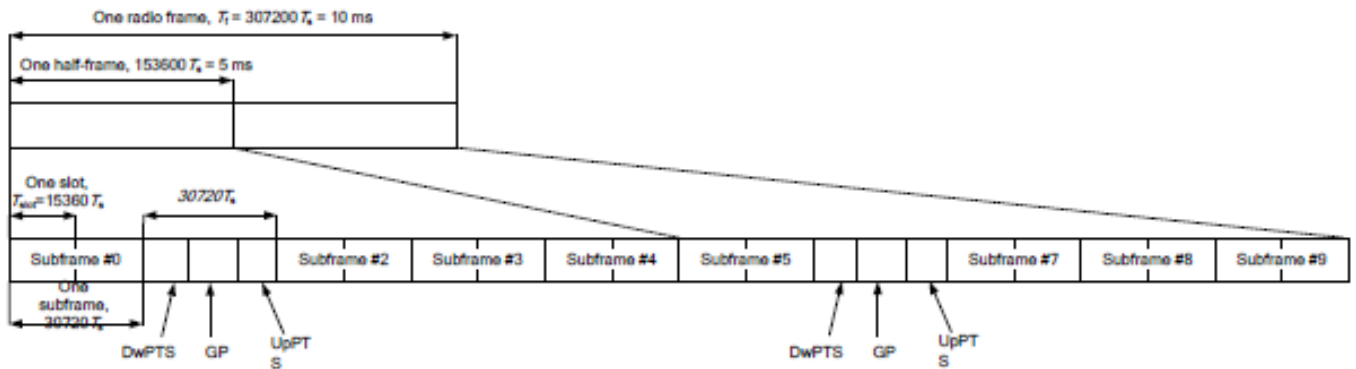 One radio frame, Tf = 307200 Ts = 10 ms
One half-frame, 153600 Ts = 5 ms
One slot,
Tslot=15360 Ts
30720Ts
Subframe #0
Subframe #2
Subframe #3
Subframe #4
Subframe #5
Subframe #7
Subframe #8
Subframe #9
One
subframe,
30720 Ts
DwPTS
GP
UpPT
S
DwPTS
GP
UpPT
S